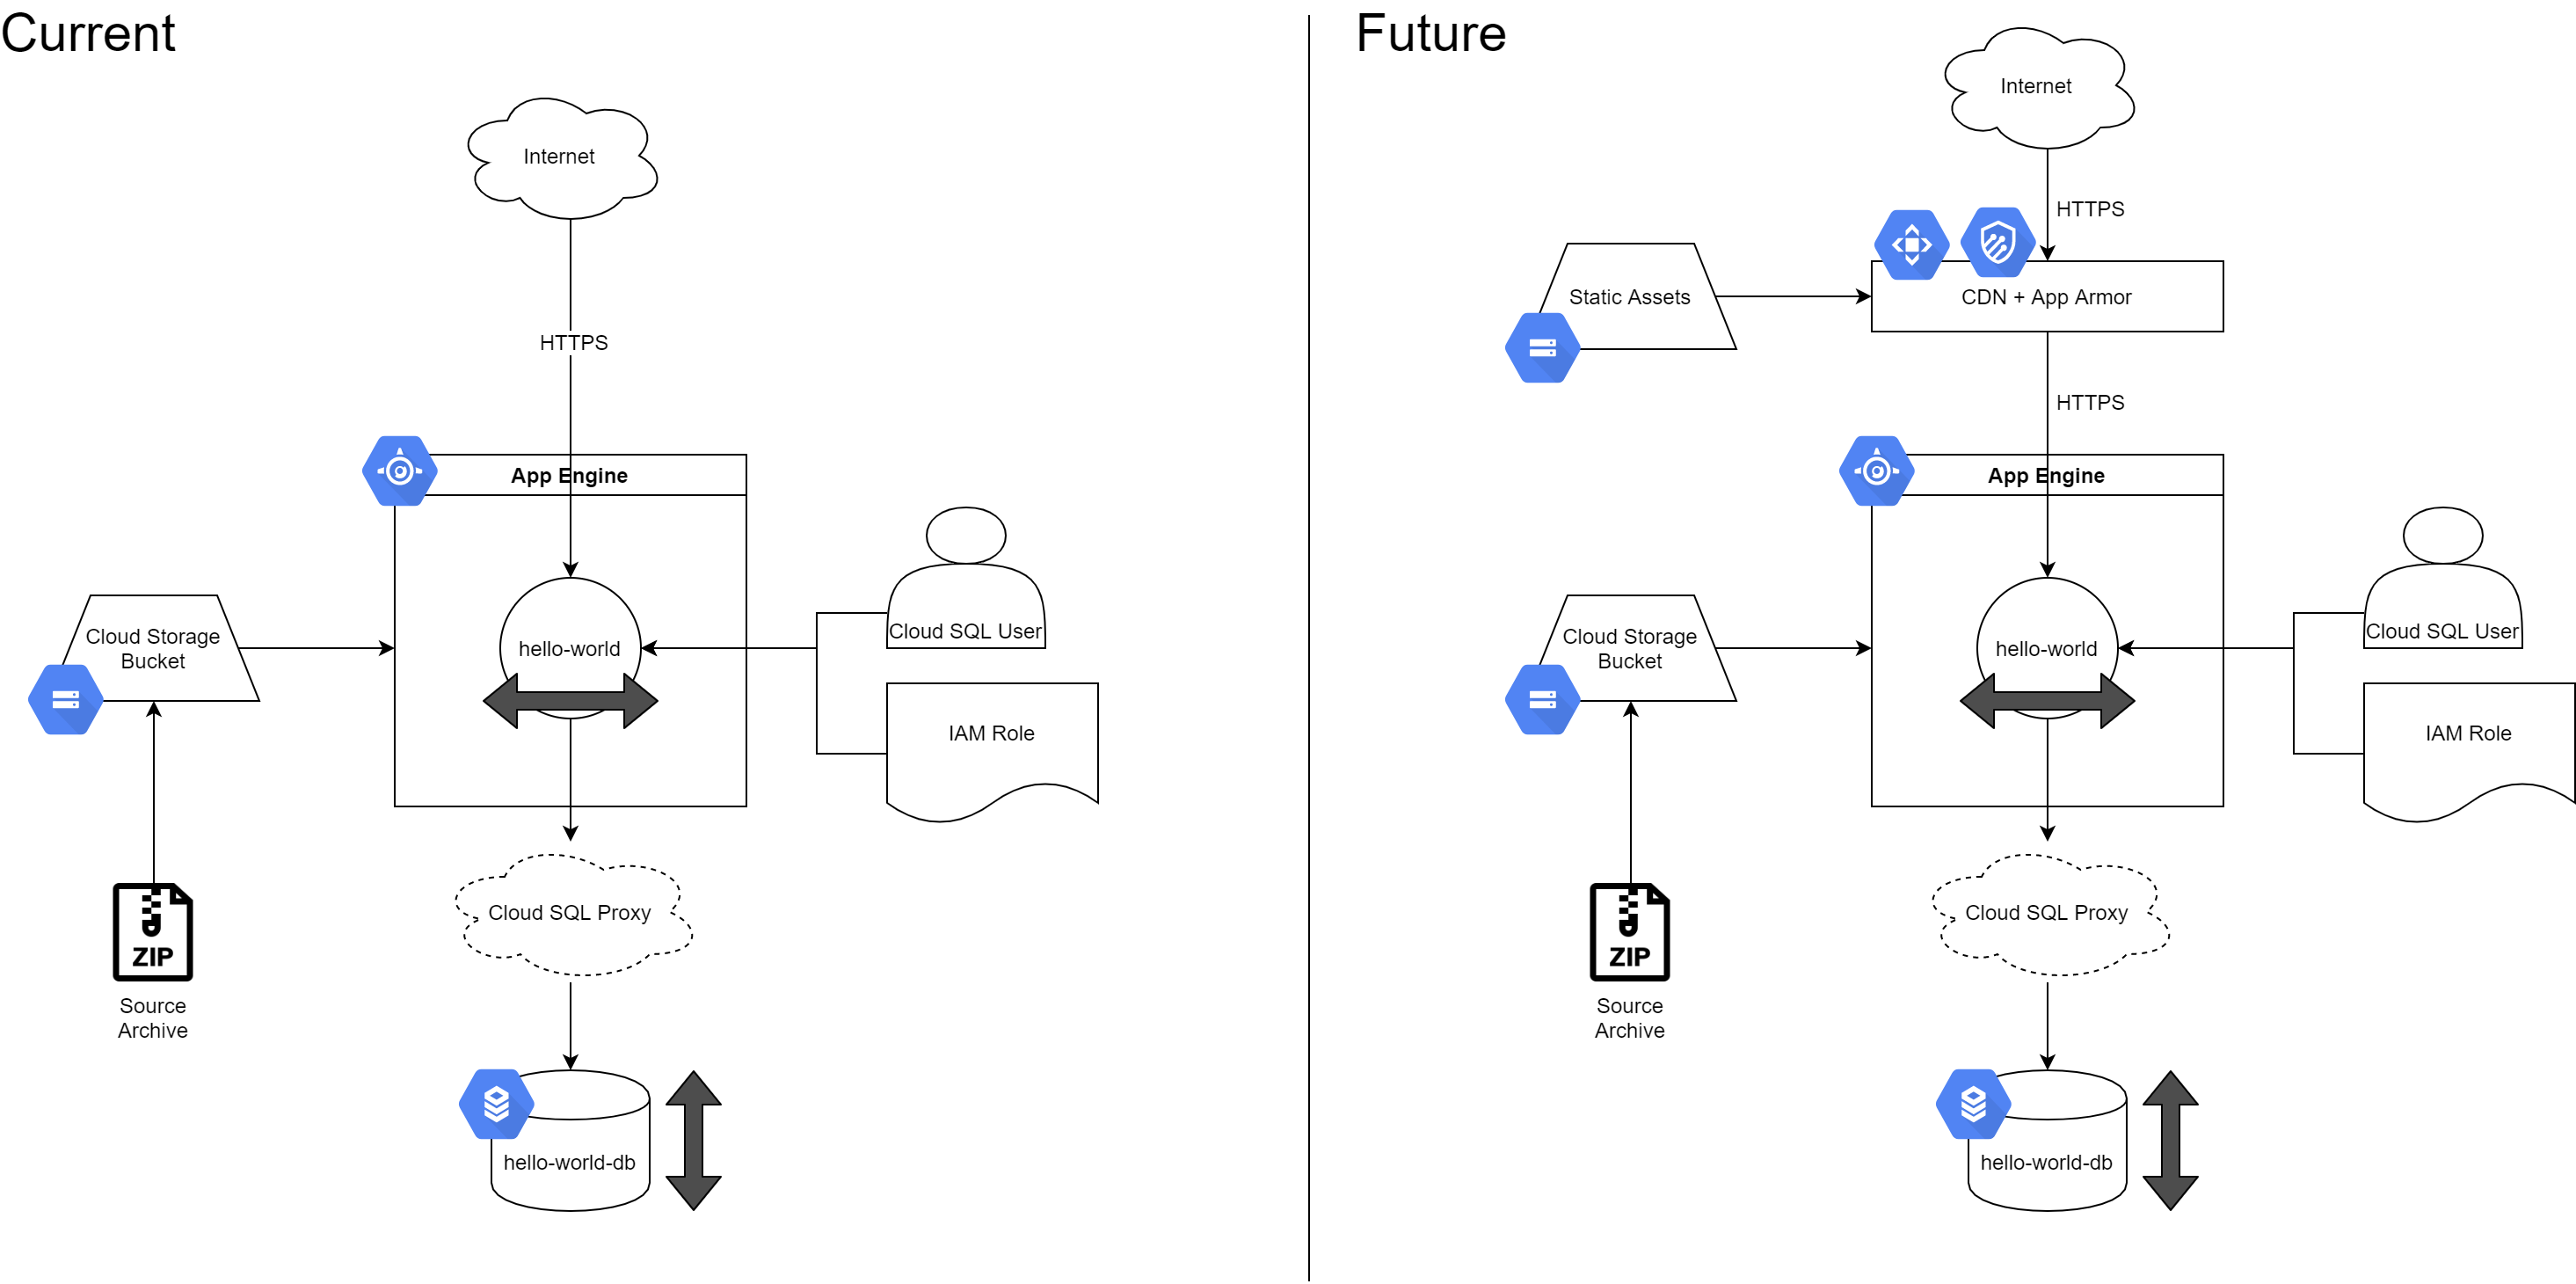 Current
Internet
HTTPS
App Engine
hello-world
Cloud Storage
Bucket
Cloud SQL User
IAM Role
ZIP
Source
Archive
Cloud SQL Proxy
hello-world-db
Future
Internet
HTTPS
Static Assets
CDN + App Armor
HTTPS
App Engine
hello-world
Cloud Storage
Bucket
Cloud SQL User
IAM Role
ZIP
Source
Archive
Cloud SQL Proxy
hello-world-db